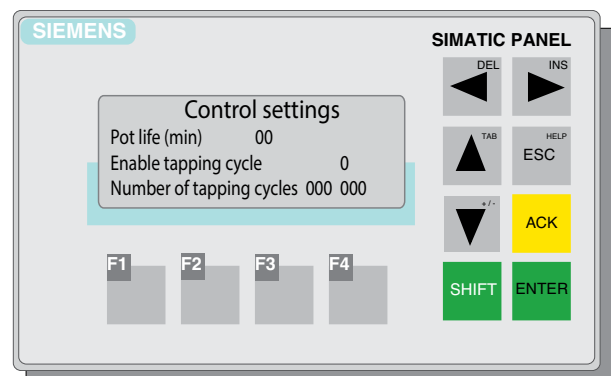 SIEMENS
SIMATIC PANEL
DEL
INS
Control settings
Pot life (min) 00
Enable tapping cycle 0
Number of tapping cycles 000 000
TAB
HELP
ESC
+ / -
ACK
F1 F2 F3 F4
SHIFT
ENTER